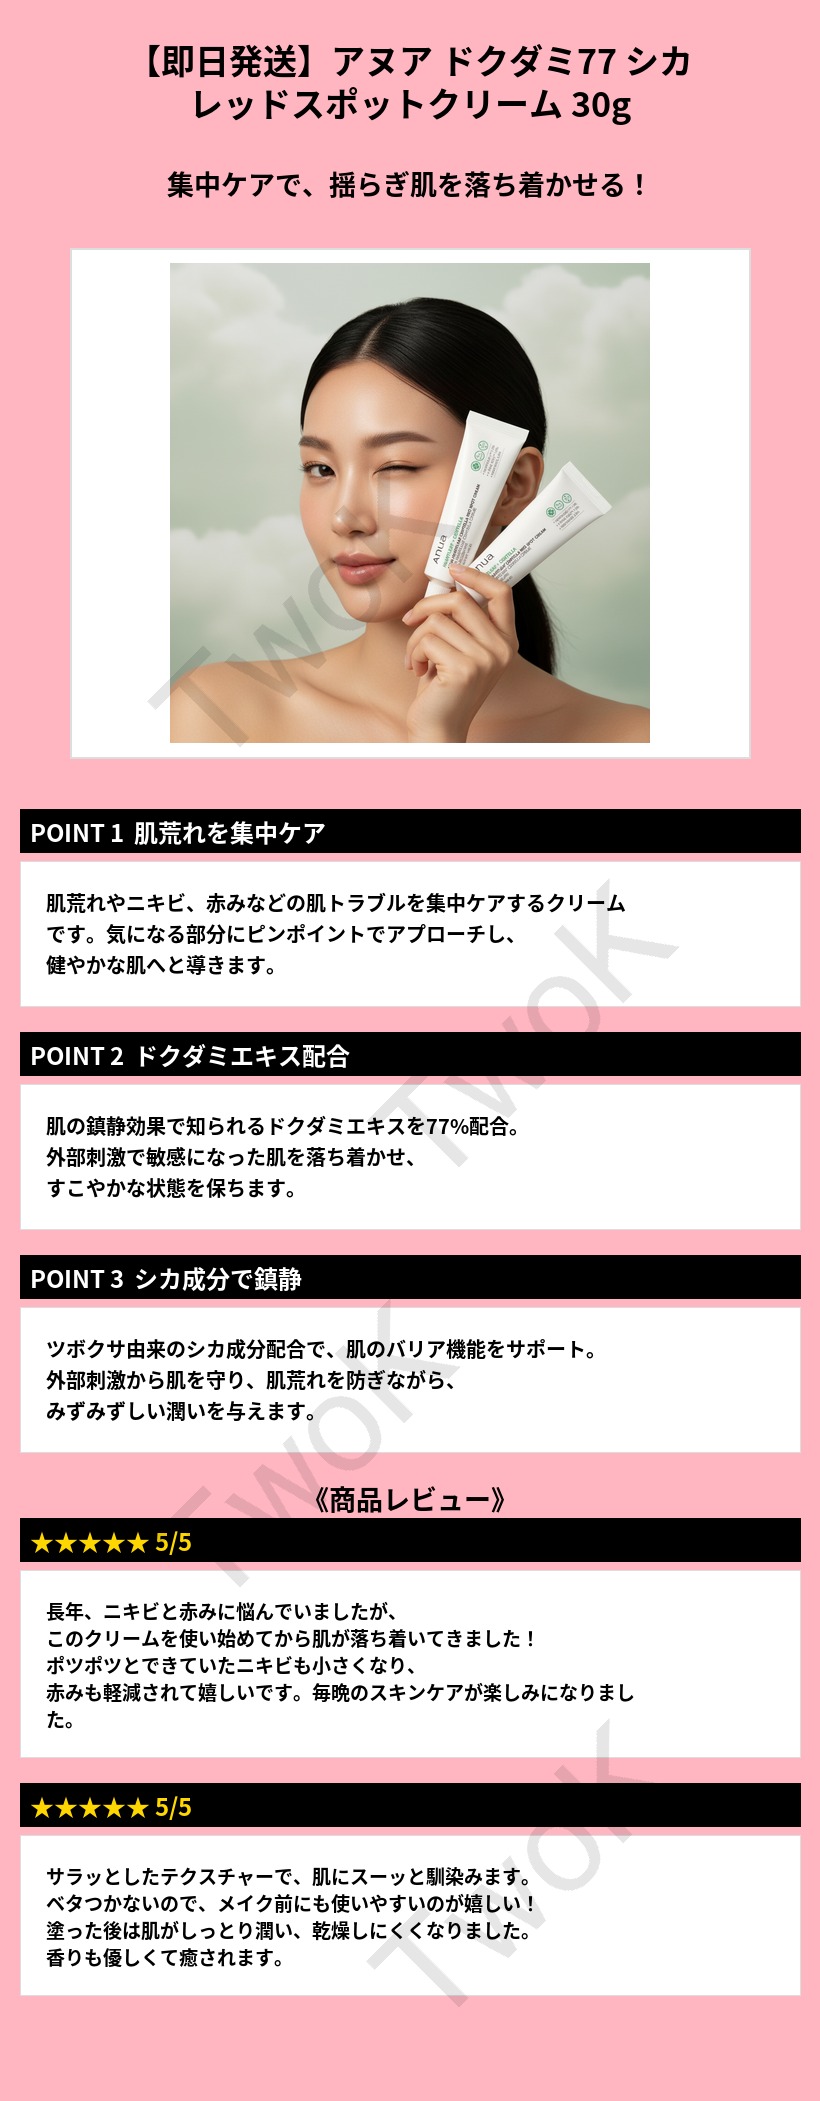 【即日発送】アヌア ドクダミ77 シカ
レッドスポットクリーム 30g
集中ケアで、揺らぎ肌を落ち着かせる！
Anua
TwoK
POINT 1 肌荒れを集中ケア
肌荒れやニキビ、赤みなどの肌トラブルを集中ケアするクリーム
です。気になる部分にピンポイントでアプローチし、
健やかな肌へと導きます。
TwoK
POINT 2 ドクダミエキス配合
肌の鎮静効果で知られるドクダミエキスを77%配合。
外部刺激で敏感になった肌を落ち着かせ、
すこやかな状態を保ちます。
POINT 3 シカ成分で鎮静
ツボクサ由来のシカ成分配合で、肌のバリア機能をサポート。
外部刺激から肌を守り、肌荒れを防ぎながら、
みずみずしい潤いを与えます。
TwoK
《商品レビュー》
★★★★★ 5/5
長年、ニキビと赤みに悩んでいましたが、
このクリームを使い始めてから肌が落ち着いてきました！
ポツポツとできていたニキビも小さくなり、
赤みも軽減されて嬉しいです。毎晩のスキンケアが楽しみになりまし
た。
★★★★★ 5/5
サラッとしたテクスチャーで、肌にスーッと馴染みます。
ベタつかないので、メイク前にも使いやすいのが嬉しい！
塗った後は肌がしっとり潤い、乾燥しにくくなりました。
香りも優しくて癒されます。
TwoK